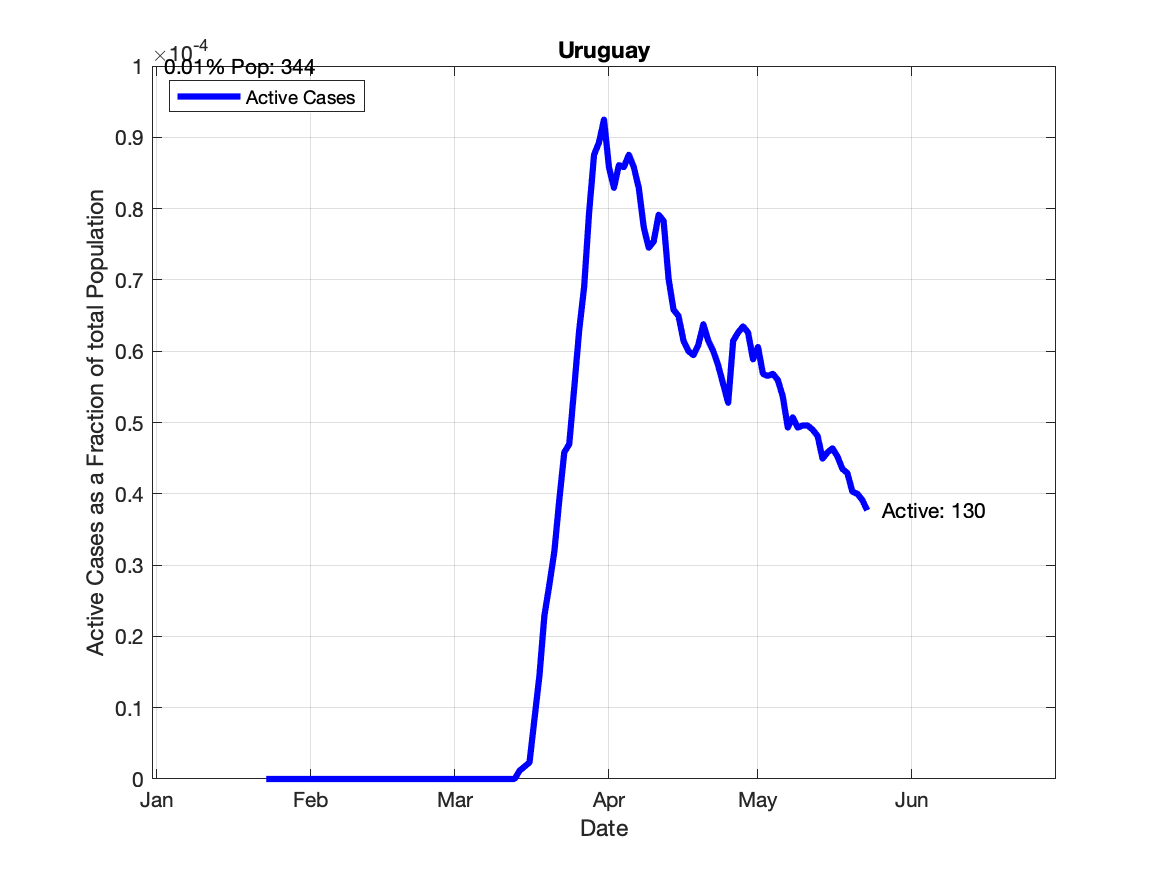 Uruguay
×10-4
0.01% Pop: 344
Active Cases
1
0.9
0.8
0.7
0.6
0.5
0.4
0.3
0.2
0.1
0
Active Cases as a Fraction of total Population
Active: 130
Jan Feb Mar Apr May Jun
Date